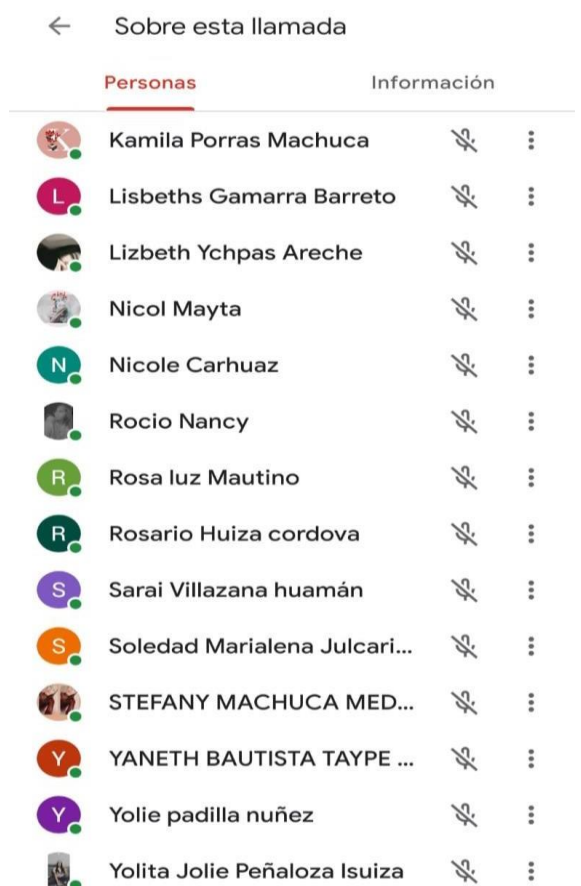 Sobre esta llamada
Personas Información
Kamila Porras Machuca
L Lisbeths Gamarra Barreto
Lizbeth Ychpas Areche
Nicol Mayta
N Nicole Carhuaz
Rocio Nancy
R Rosa luz Mautino
R Rosario Huiza cordova
S Sarai Villazana huamán
S Soledad Marialena Julcari...
STEFANY MACHUCA MED...
Y YANETH BAUTISTA TAYPE ...
Y Yolie padilla nuñez
Yolita Jolie Peñaloza Isuiza